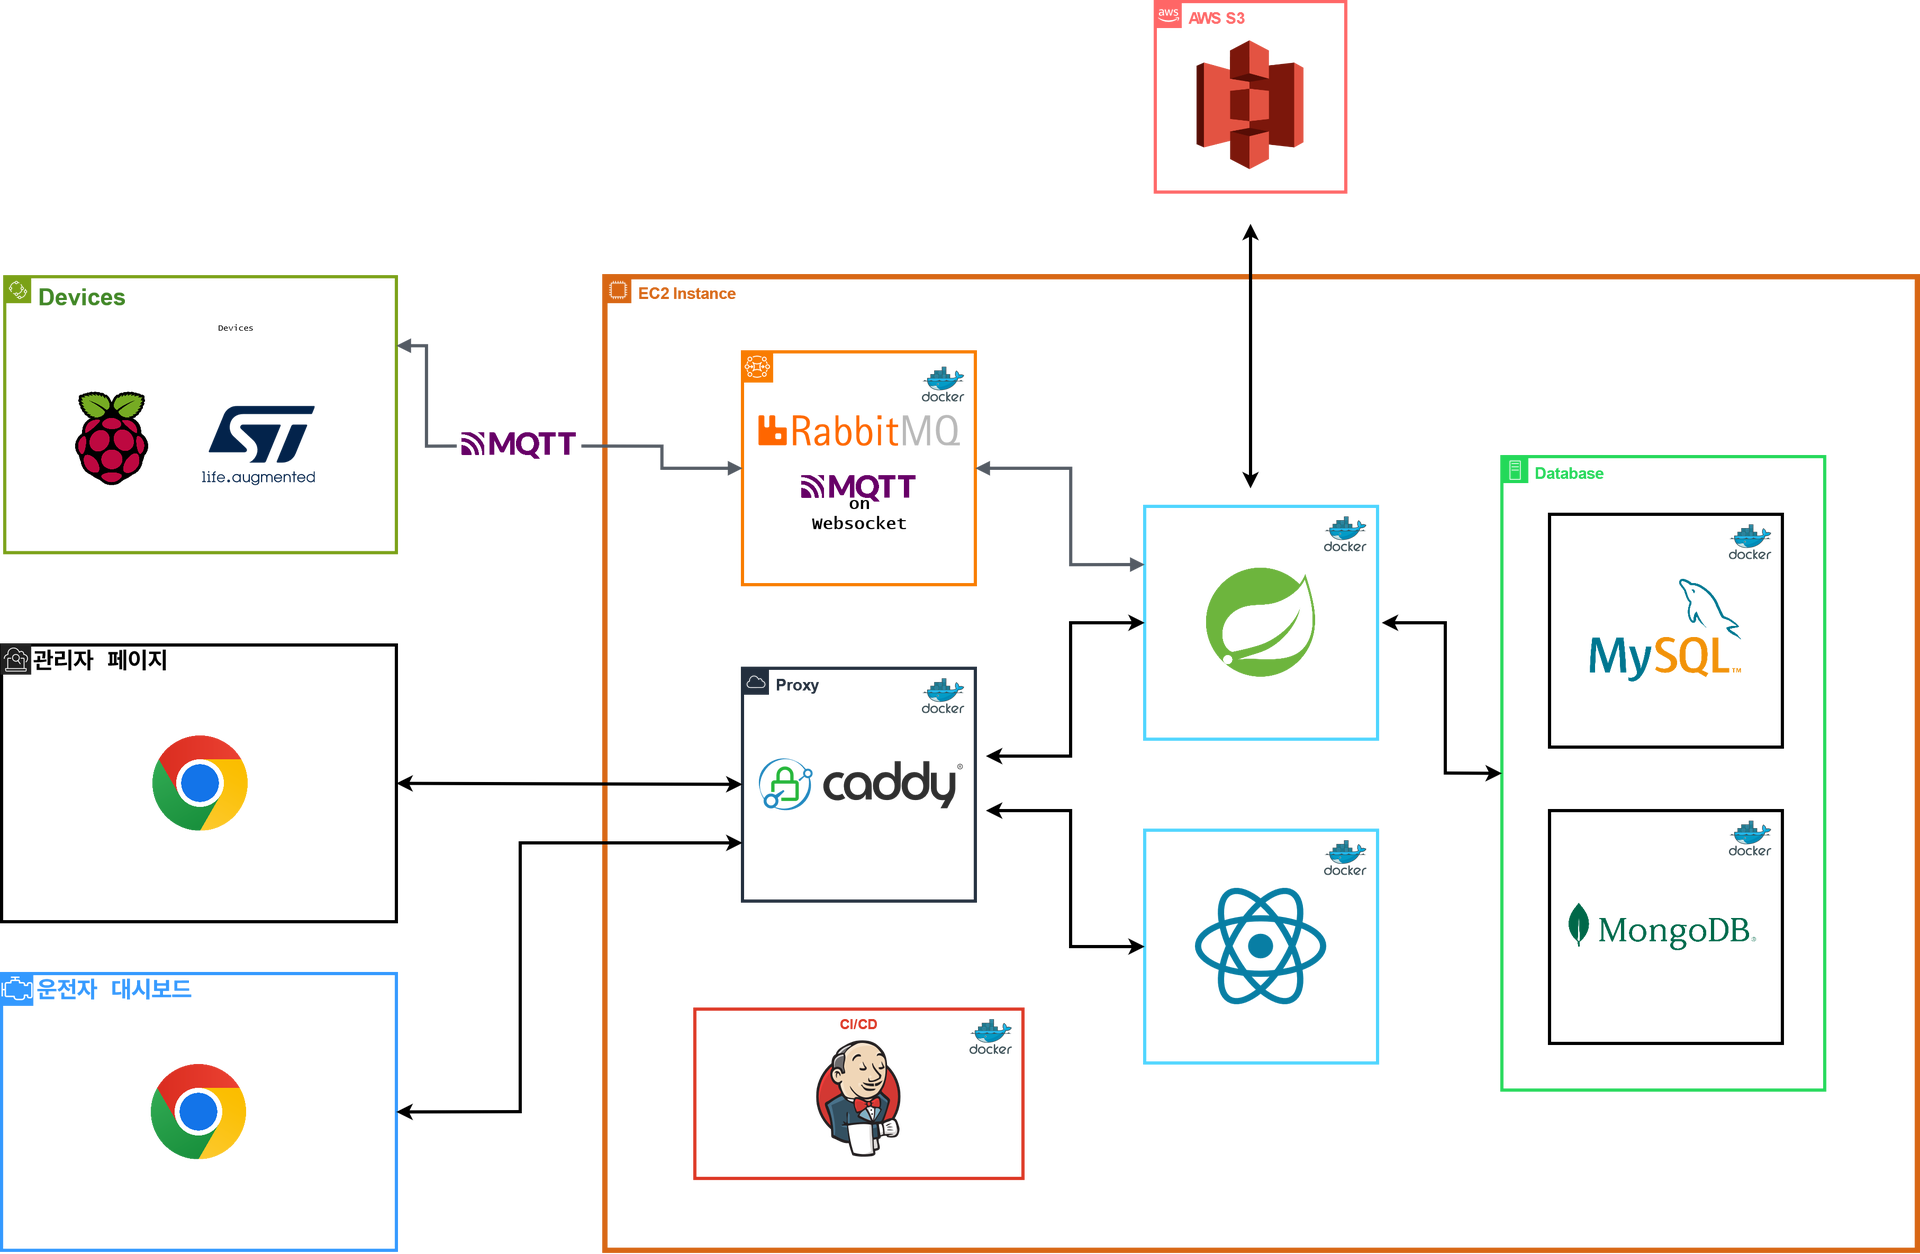 aws
AWS S3
Devices
Devices
life.augmented
MQTT
EC2 Instance
docker
RabbitMQ
MQTT
on
Websocket
docker
Database
docker
MySQL™
docker
MongoDB®
관리자 페이지
Proxy
docker
caddy®
docker
운전자 대시보드
CI/CD
docker